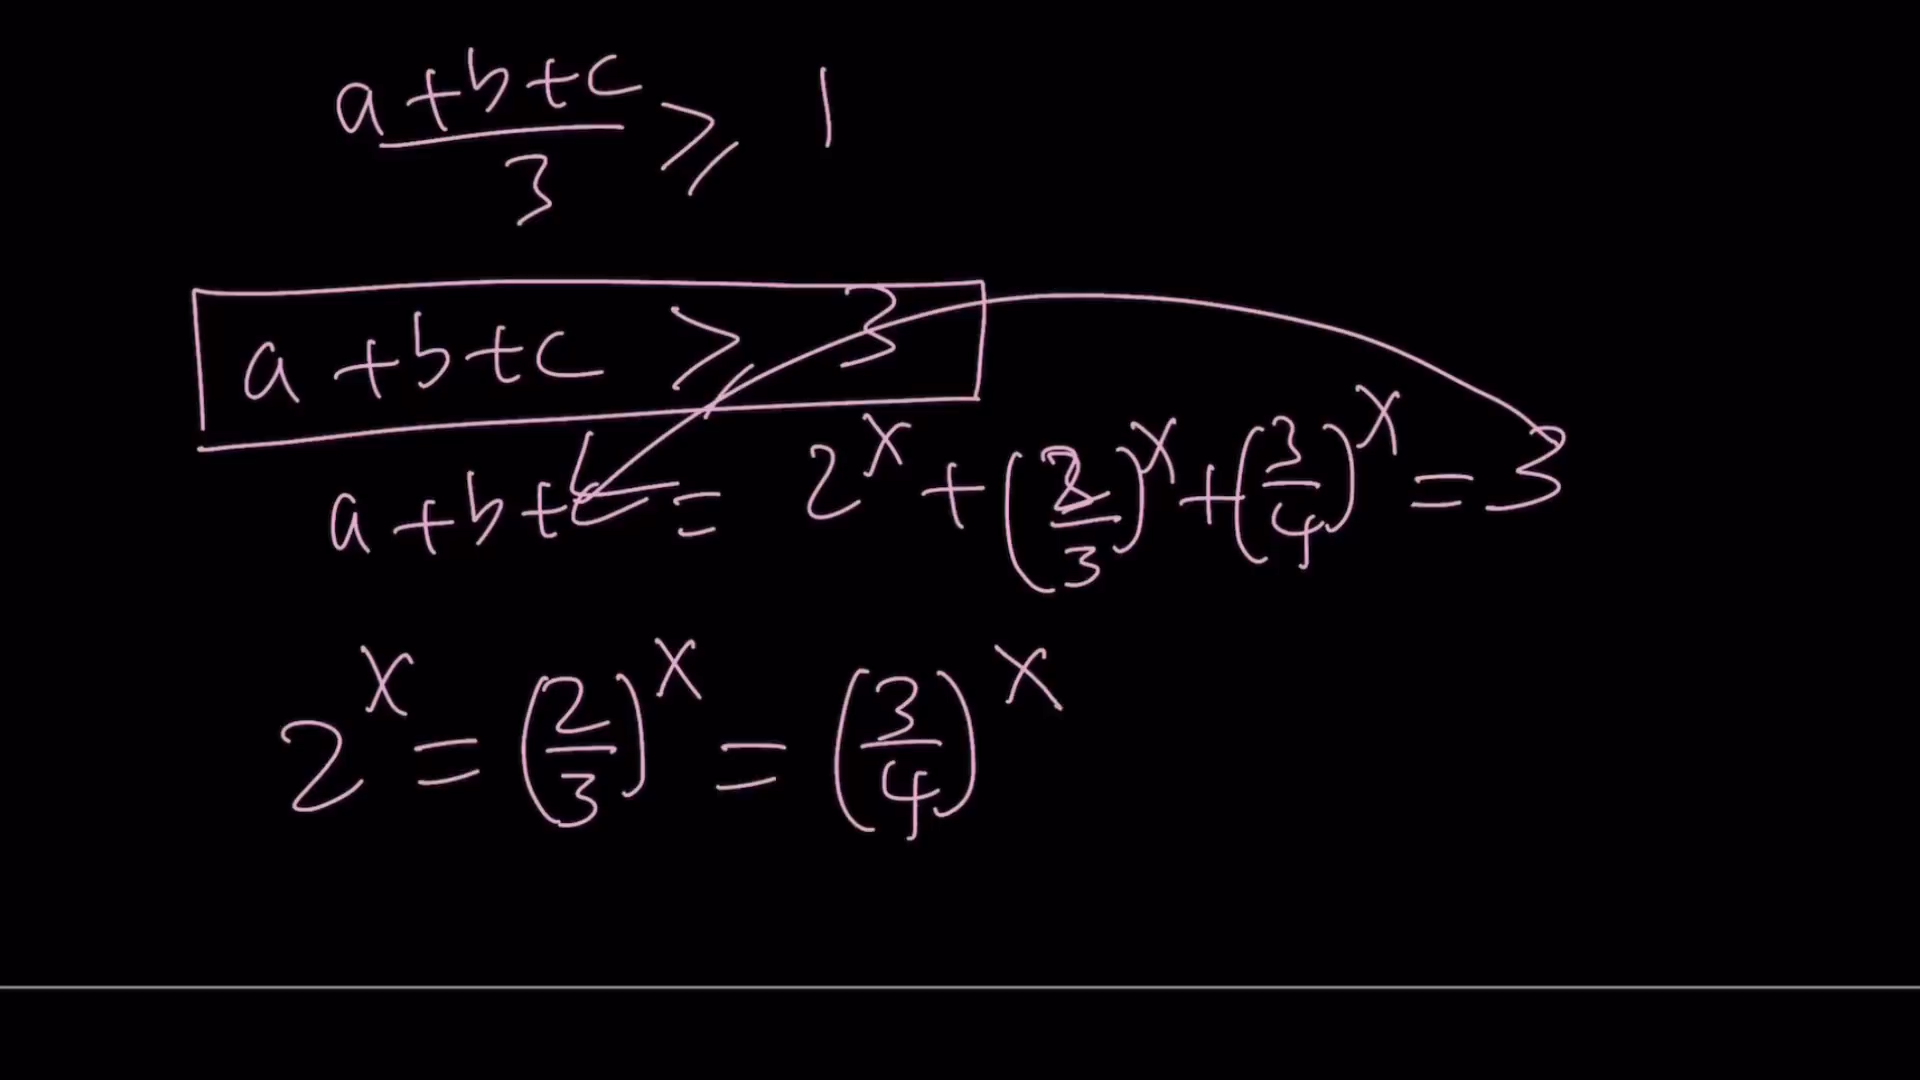 a+b+c
3
⩾ 1
a+b+c ⩾ 3
a+b+c = 2^x + (2/3)^x + (3/4)^x = 3
2^x = (2/3)^x = (3/4)^x